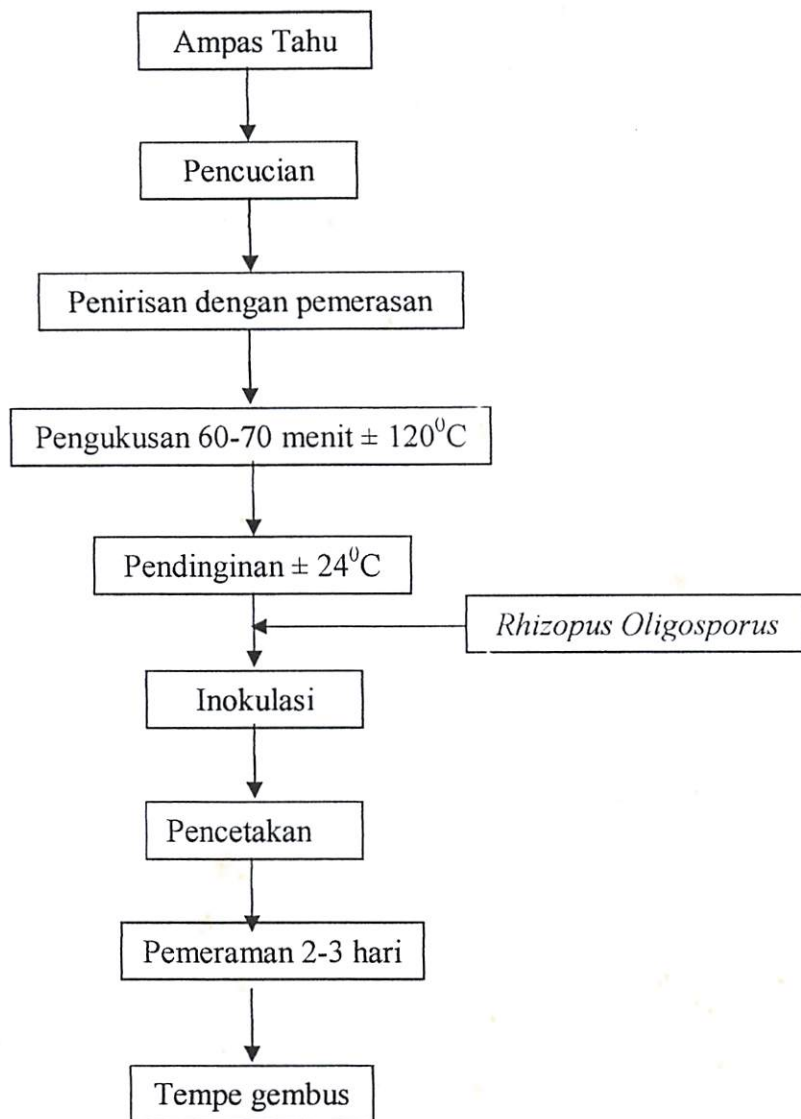 Ampas Tahu
Pencucian
Penirisan dengan pemerasan
Pengukusan 60-70 menit ± 120⁰C
Pendinginan ± 24⁰C
Rhizopus Oligosporus
Inokulasi
Pencetakan
Pemeraman 2-3 hari
Tempe gembus